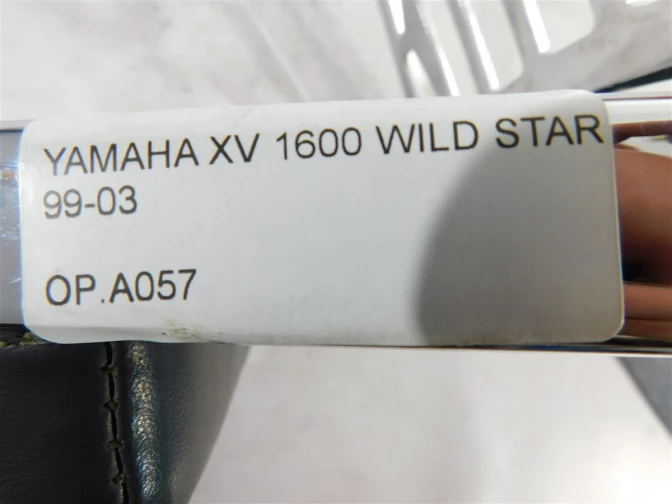 YAMAHA XV 1600 WILD STAR
99-03
OP.A057